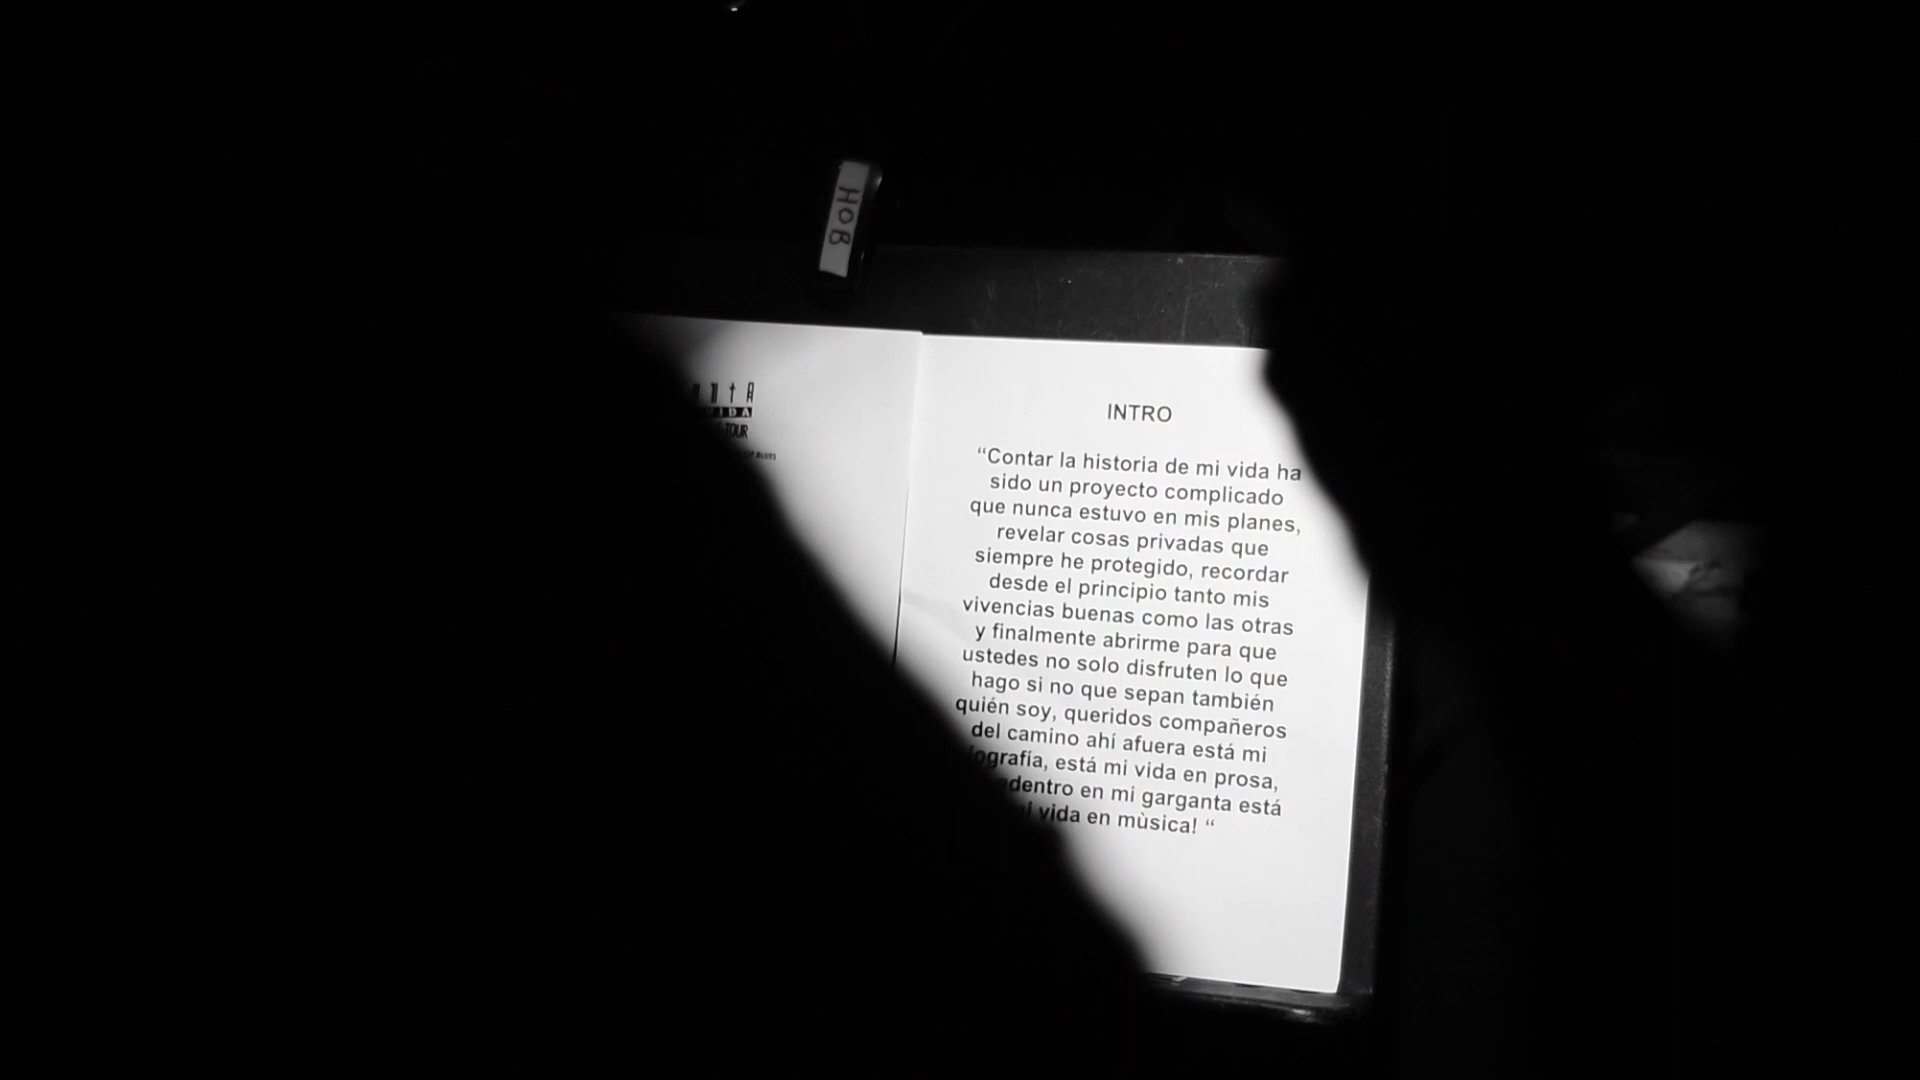 HOB
TOUR
OF BLUES
INTRO
“Contar la historia de mi vida ha
sido un proyecto complicado
que nunca estuvo en mis planes,
revelar cosas privadas que
siempre he protegido, recordar
desde el principio tanto mis
vivencias buenas como las otras
y finalmente abrirme para que
ustedes no solo disfruten lo que
hago si no que sepan también
quién soy, queridos compañeros
del camino ahí afuera está mi
está mi vida en prosa,
en mi garganta está
vida en mùsica! “